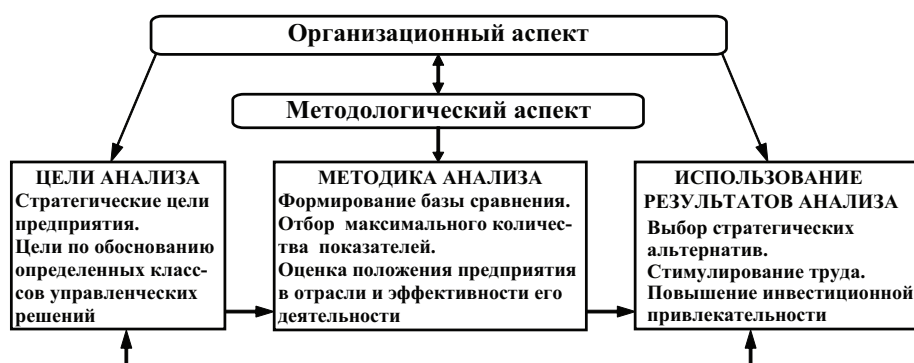 Организационный аспект
Методологический аспект
ЦЕЛИ АНАЛИЗА
Стратегические цели
предприятия.
Цели по обоснованию
определенных клас-
сов управленческих
решений
МЕТОДИКА АНАЛИЗА
Формирование базы сравнения.
Отбор максимального количес-
тва показателей.
Оценка положения предприятия
в отрасли и эффективности его
деятельности
ИСПОЛЬЗОВАНИЕ
РЕЗУЛЬТАТОВ АНАЛИЗА
Выбор стратегических
альтернатив.
Стимулирование труда.
Повышение инвестиционной
привлекательности